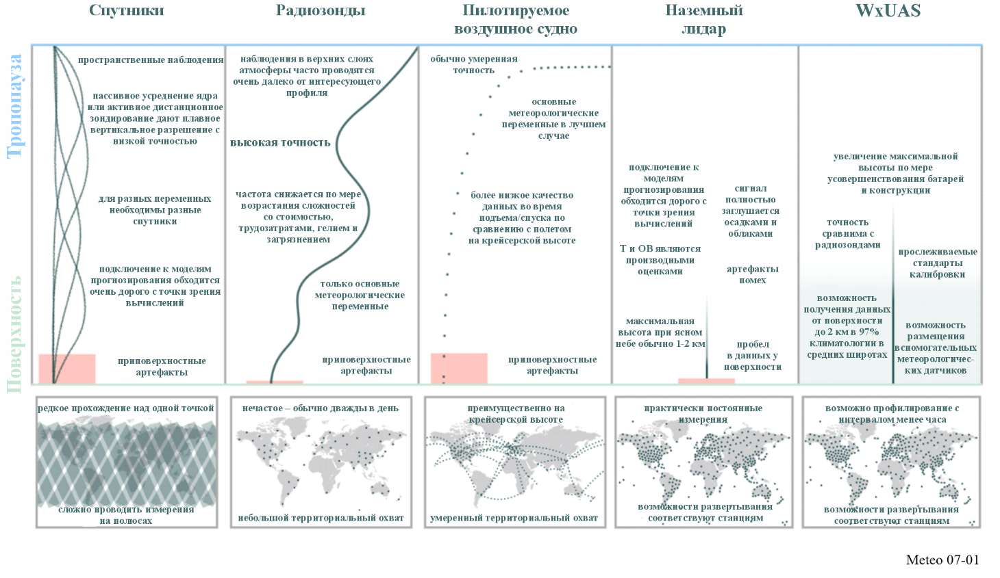 Спутники
Радиозонды
Пилотируемое
воздушное судно
Наземный
лидар
WxUAS
Тропопауза
Поверхность
пространственные наблюдения
пассивное усреднение ядра
или активное дистанционное
зондирование дают плавное
вертикальное разрешение с
низкой точностью
для разных переменных
необходимы разные
спутники
подключение к моделям
прогнозирования обходится
очень дорого с точки зрения
вычислений
приповерхностные
артефакты
наблюдения в верхних слоях
атмосферы часто проводятся
очень далеко от интересующего
профиля
высокая точность
частота снижается по мере
возрастания сложностей
со стоимостью,
трудозатратами, гелием и
загрязнением
только основные
метеорологические
переменные
приповерхностные
артефакты
обычно умеренная
точность
основные
метеорологические
переменные в лучшем
случае
более низкое качество
данных во время
подъема/спуска по
сравнению с полетом
на крейсерской высоте
приповерхностные
артефакты
подключение к
моделям
прогнозирования
обходится дорого с
точки зрения
вычислений
сигнал
полностью
заглушается
осадками и
облаками
Т и ОВ являются
производными
оценками
артефакты
помех
максимальная
высота при ясном
небе обычно 1-2 км
пробел
в данных у
поверхности
увеличение максимальной
высоты по мере
усовершенствования батарей
и конструкции
точность
сравнима с
радиозондами
прослеживаемые
стандарты
калибровки
возможность
получения данных
от поверхности
до 2 км в 97%
климатологии в
средних широтах
возможность
размещения
вспомогательных
метеорологичес-
ких датчиков
редкое прохождение над одной точкой
сложно проводить измерения
на полюсах
нечастое – обычно дважды в день
небольшой территориальный охват
преимущественно на
крейсерской высоте
умеренный территориальный охват
практически постоянные
измерения
возможности развертывания
соответствуют станциям
возможно профилирование с
интервалом менее часа
возможности развертывания
соответствуют станциям
Meteo 07-01